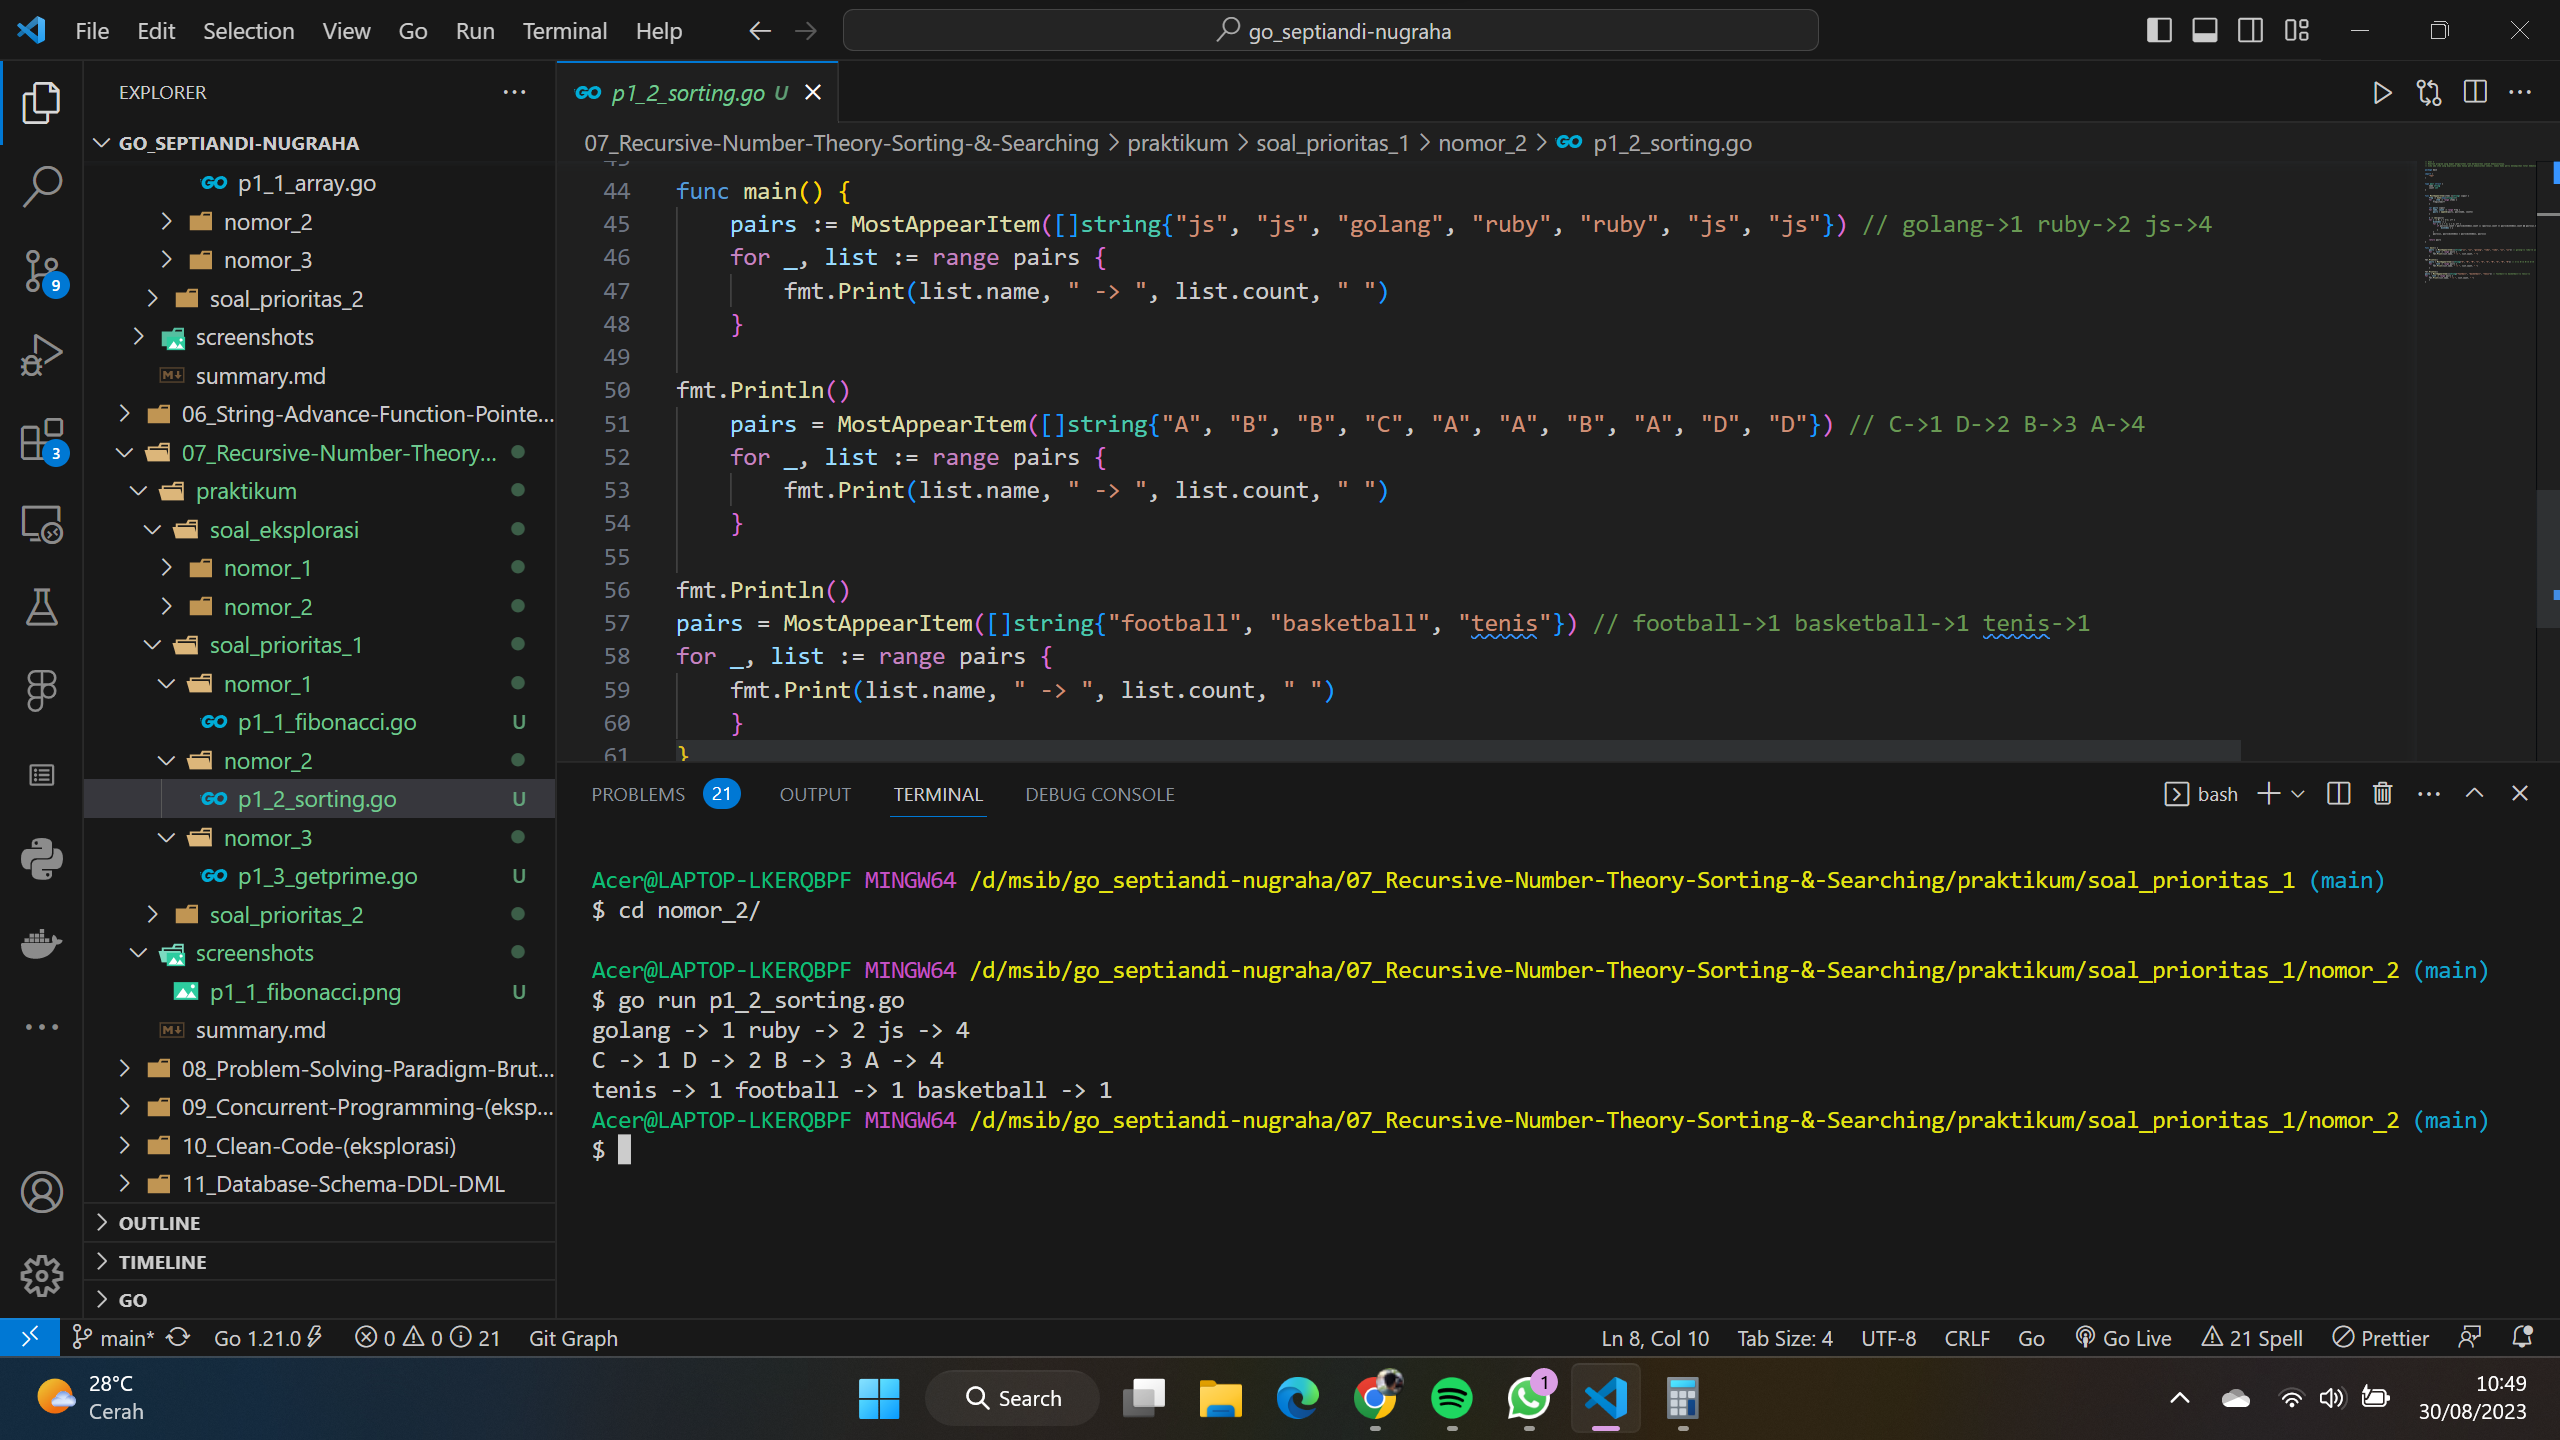 File Edit Selection View Go Run Terminal Help
go_septiandi-nugraha
EXPLORER
GO_SEPTIANDI-NUGRAHA
p1_1_array.go
nomor_2
nomor_3
soal_prioritas_2
screenshots
summary.md
06_String-Advance-Function-Pointe...
07_Recursive-Number-Theory...
praktikum
soal_eksplorasi
nomor_1
nomor_2
soal_prioritas_1
nomor_1
p1_1_fibonacci.go U
nomor_2
p1_2_sorting.go U
nomor_3
p1_3_getprime.go U
soal_prioritas_2
screenshots
p1_1_fibonacci.png U
summary.md
08_Problem-Solving-Paradigm-Brut...
09_Concurrent-Programming-(eksp...
10_Clean-Code-(eksplorasi)
11_Database-Schema-DDL-DML
OUTLINE
TIMELINE
GO
9
3
p1_2_sorting.go U
07_Recursive-Number-Theory-Sorting-&-Searching > praktikum > soal_prioritas_1 > nomor_2 > p1_2_sorting.go
44 func main() {
45 pairs := MostAppearItem([]string{"js", "js", "golang", "ruby", "ruby", "js", "js"}) // golang->1 ruby->2 js->4
46 for _, list := range pairs {
47 fmt.Print(list.name, " -> ", list.count, " ")
48 }
49
50 fmt.Println()
51 pairs = MostAppearItem([]string{"A", "B", "B", "C", "A", "A", "B", "A", "D", "D"}) // C->1 D->2 B->3 A->4
52 for _, list := range pairs {
53 fmt.Print(list.name, " -> ", list.count, " ")
54 }
55
56 fmt.Println()
57 pairs = MostAppearItem([]string{"football", "basketball", "tenis"}) // football->1 basketball->1 tenis->1
58 for _, list := range pairs {
59 fmt.Print(list.name, " -> ", list.count, " ")
60 }
61 }
PROBLEMS 21 OUTPUT TERMINAL DEBUG CONSOLE
bash
Acer@LAPTOP-LKERQBPF MINGW64 /d/msib/go_septiandi-nugraha/07_Recursive-Number-Theory-Sorting-&-Searching/praktikum/soal_prioritas_1 (main)
$ cd nomor_2/
Acer@LAPTOP-LKERQBPF MINGW64 /d/msib/go_septiandi-nugraha/07_Recursive-Number-Theory-Sorting-&-Searching/praktikum/soal_prioritas_1/nomor_2 (main)
$ go run p1_2_sorting.go
golang -> 1 ruby -> 2 js -> 4
C -> 1 D -> 2 B -> 3 A -> 4
tenis -> 1 football -> 1 basketball -> 1
Acer@LAPTOP-LKERQBPF MINGW64 /d/msib/go_septiandi-nugraha/07_Recursive-Number-Theory-Sorting-&-Searching/praktikum/soal_prioritas_1/nomor_2 (main)
$
main* Go 1.21.0 0 0 21 Git Graph
Ln 8, Col 10 Tab Size: 4 UTF-8 CRLF Go Go Live 21 Spell Prettier
28°C
Cerah
Search
1
10:49
30/08/2023